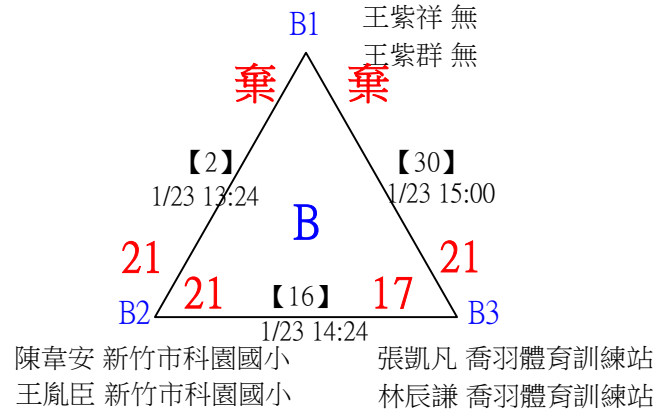 B1
王紫祥 無
王紫群 無
棄 棄
【2】
1/23 13:24
【30】
1/23 15:00
B
21 21
21 17
【16】
1/23 14:24
B2 B3
陳韋安 新竹市科園國小
王胤臣 新竹市科園國小
張凱凡 喬羽體育訓練站
林辰謙 喬羽體育訓練站